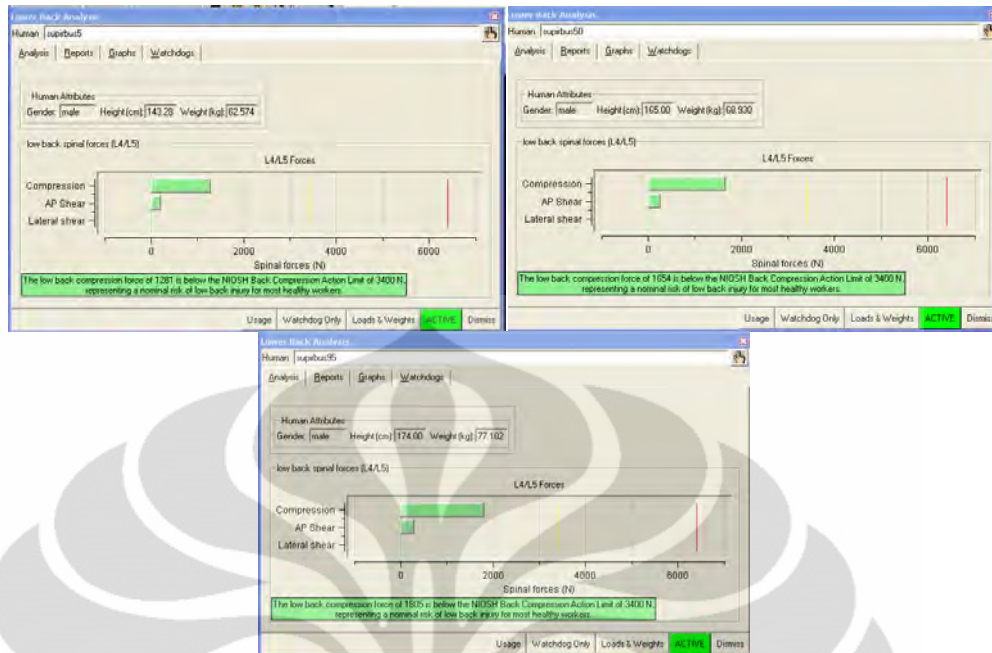 Lower Back Analysis
Human supirbus5
Analysis Reports Graphs Watchdogs
Human Attributes
Gender: male Height(cm): 143.28 Weight(kg): 62.574
low back spinal forces (L4/L5)
L4/L5 Forces
Compression
AP Shear
Lateral shear
0 2000 4000 6000
Spinal forces (N)
The low back compression force of 1281 is below the NIOSH Back Compression Action Limit of 3400 N,
representing a nominal risk of low back injury for most healthy workers.
Usage Watchdog Only Loads & Weights ACTIVE Dismiss
Lower Back Analysis
Human supirbus50
Analysis Reports Graphs Watchdogs
Human Attributes
Gender: male Height(cm): 165.00 Weight(kg): 68.930
low back spinal forces (L4/L5)
L4/L5 Forces
Compression
AP Shear
Lateral shear
0 2000 4000 6000
Spinal forces (N)
The low back compression force of 1654 is below the NIOSH Back Compression Action Limit of 3400 N,
representing a nominal risk of low back injury for most healthy workers.
Usage Watchdog Only Loads & Weights ACTIVE Dismiss
Lower Back Analysis
Human supirbus95
Analysis Reports Graphs Watchdogs
Human Attributes
Gender: male Height(cm): 174.00 Weight(kg): 77.102
low back spinal forces (L4/L5)
L4/L5 Forces
Compression
AP Shear
Lateral shear
0 2000 4000 6000
Spinal forces (N)
The low back compression force of 1805 is below the NIOSH Back Compression Action Limit of 3400 N,
representing a nominal risk of low back injury for most healthy workers.
Usage Watchdog Only Loads & Weights ACTIVE Dismiss